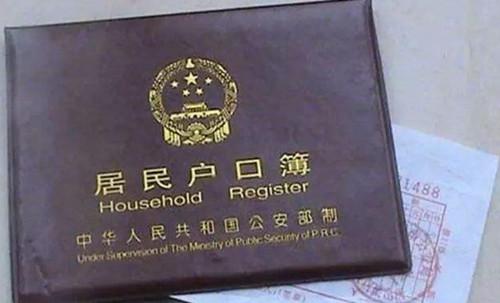 居民户口簿
Household Register
中华人民共和国公安部制
Under Supervision of The Ministry of Public Security of P.R.C.
1488